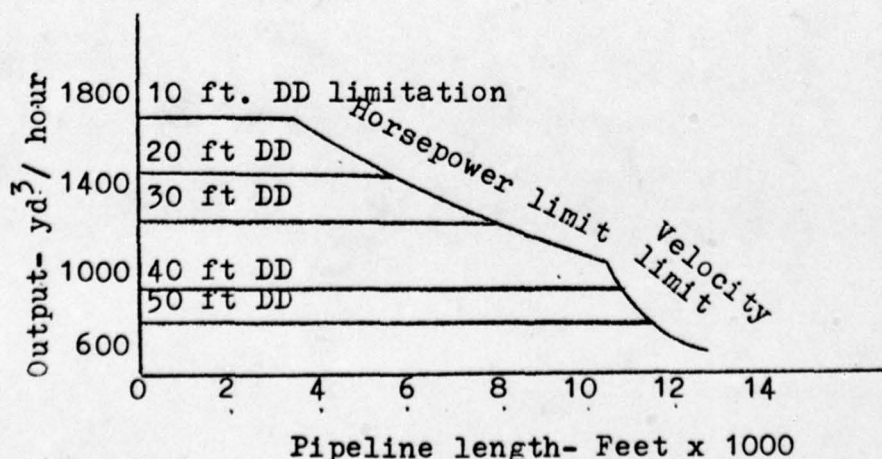 Output- yd³/ hour
1800
1400
1000
600
10 ft. DD limitation
20 ft DD
30 ft DD
40 ft DD
50 ft DD
Horsepower limit
Velocity
limit
0 2 4 6 8 10 12 14
Pipeline length- Feet x 1000